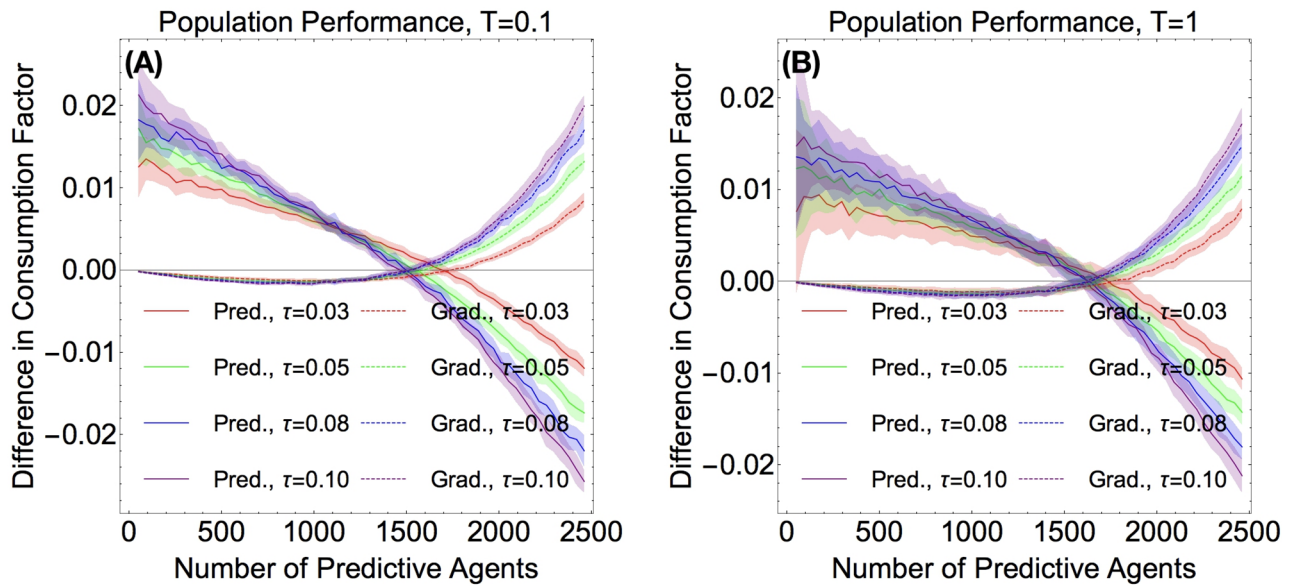 Population Performance, T=0.1
(A)
Difference in Consumption Factor
0.02
0.01
0.00
−0.01
−0.02
Pred., τ=0.03
Grad., τ=0.03
Pred., τ=0.05
Grad., τ=0.05
Pred., τ=0.08
Grad., τ=0.08
Pred., τ=0.10
Grad., τ=0.10
0 500 1000 1500 2000 2500
Number of Predictive Agents
Population Performance, T=1
(B)
Difference in Consumption Factor
0.02
0.01
0.00
−0.01
−0.02
Pred., τ=0.03
Grad., τ=0.03
Pred., τ=0.05
Grad., τ=0.05
Pred., τ=0.08
Grad., τ=0.08
Pred., τ=0.10
Grad., τ=0.10
0 500 1000 1500 2000 2500
Number of Predictive Agents